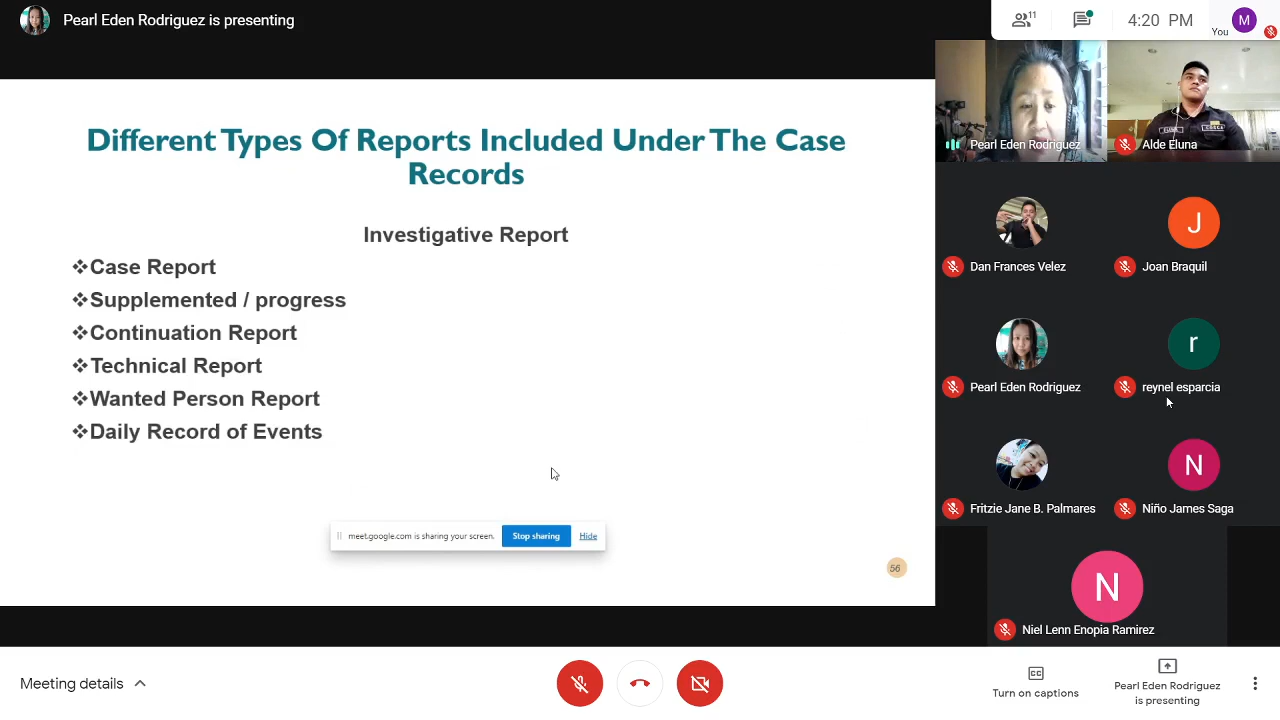 Pearl Eden Rodriguez is presenting
11
4:20 PM
You
M
Different Types Of Reports Included Under The Case
Records
Investigative Report
❖Case Report
❖Supplemented / progress
❖Continuation Report
❖Technical Report
❖Wanted Person Report
❖Daily Record of Events
meet.google.com is sharing your screen.
Stop sharing
Hide
56
Pearl Eden Rodriguez
Alde Eluna
Dan Frances Velez
J
Joan Braquil
Pearl Eden Rodriguez
r
reynel esparcia
Fritzie Jane B. Palmares
N
Niño James Saga
N
Niel Lenn Enopia Ramirez
Meeting details
CC
Turn on captions
Pearl Eden Rodriguez
is presenting